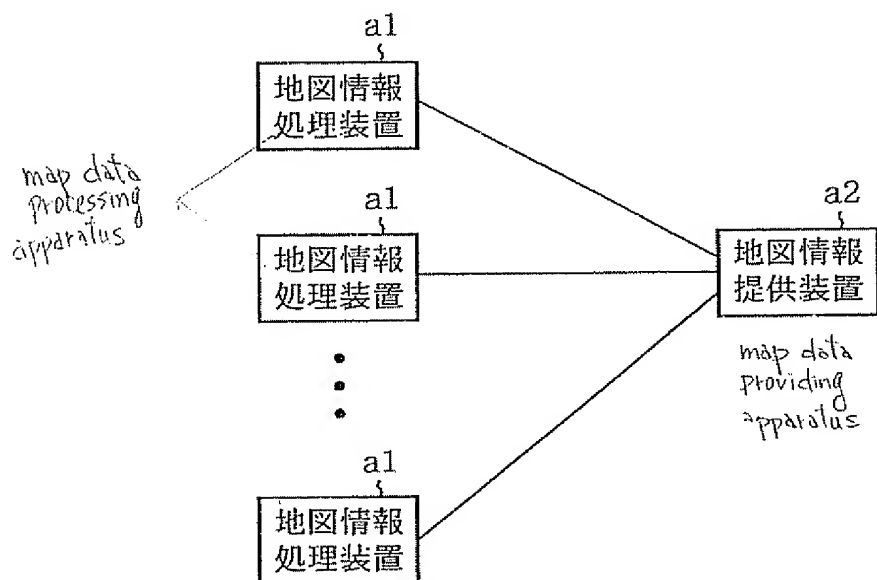 a1
地図情報
処理装置
map data
processing
apparatus
a1
地図情報
処理装置
a2
地図情報
提供装置
map data
providing
apparatus
a1
地図情報
処理装置